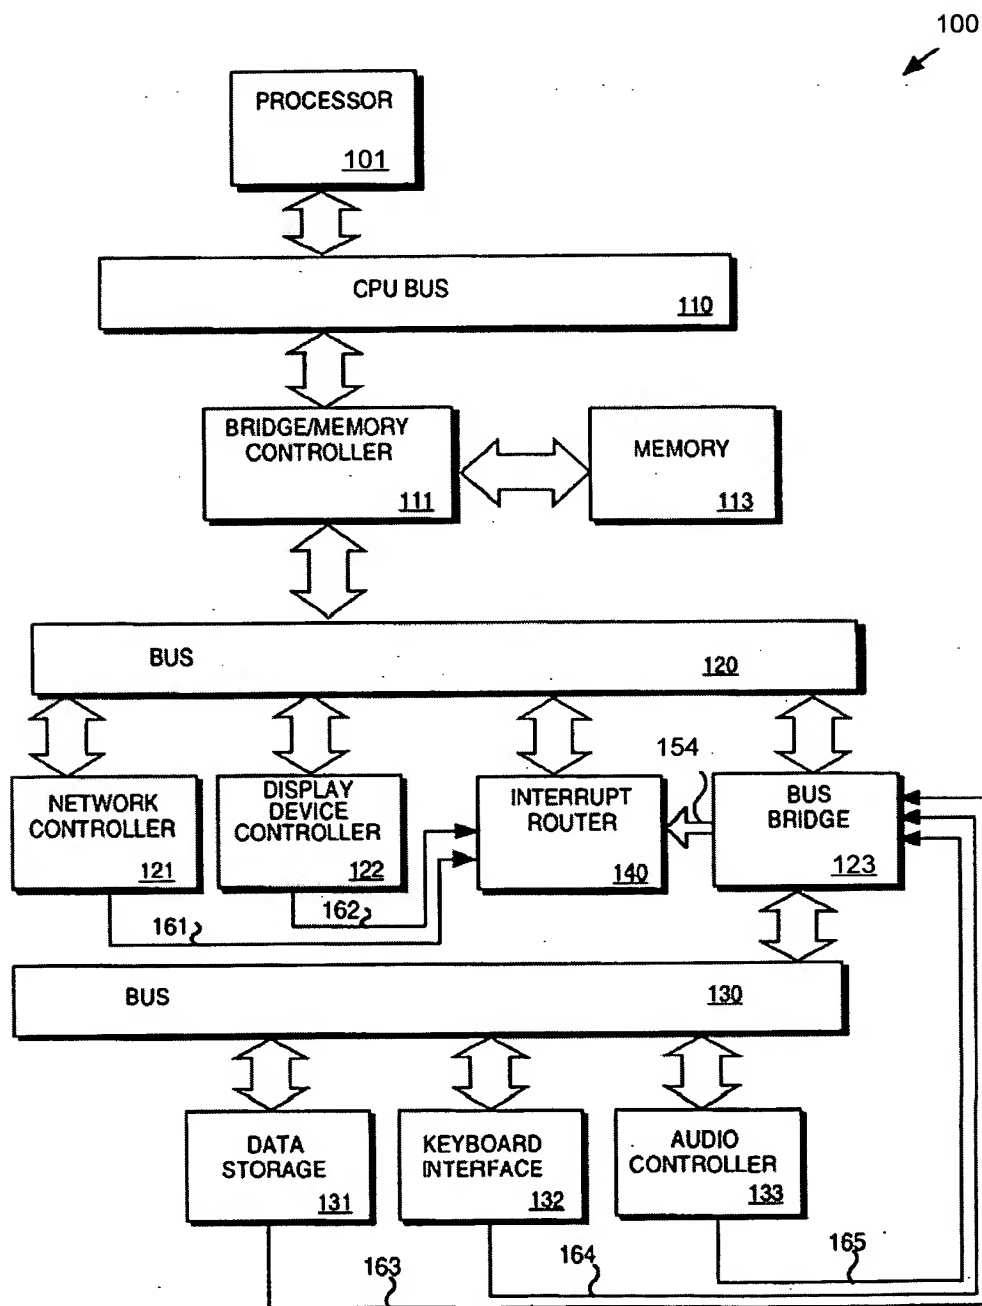 100
PROCESSOR
101
CPU BUS
110
BRIDGE/MEMORY
CONTROLLER
111
MEMORY
113
BUS
120
154
NETWORK
CONTROLLER
121
DISPLAY
DEVICE
CONTROLLER
122
INTERRUPT
ROUTER
140
BUS
BRIDGE
123
161
162
BUS
130
DATA
STORAGE
131
KEYBOARD
INTERFACE
132
AUDIO
CONTROLLER
133
163
164
165